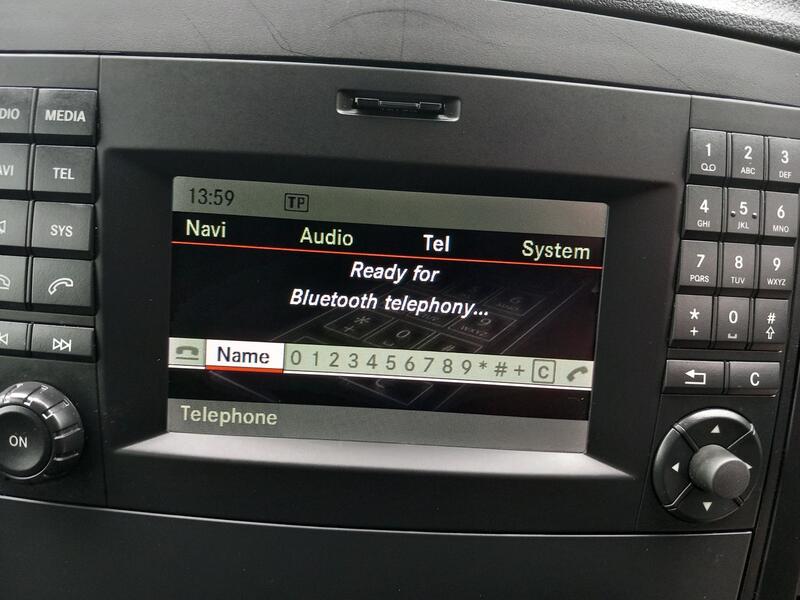 MEDIA
TEL
SYS
ON
13:59 TP
Navi Audio Tel System
Ready for
Bluetooth telephony...
Name 0 1 2 3 4 5 6 7 8 9 * # + C
Telephone
1 2 ABC 3 DEF
4 GHI 5 JKL 6 MNO
7 PQRS 8 TUV 9 WXYZ
* + 0 #
C